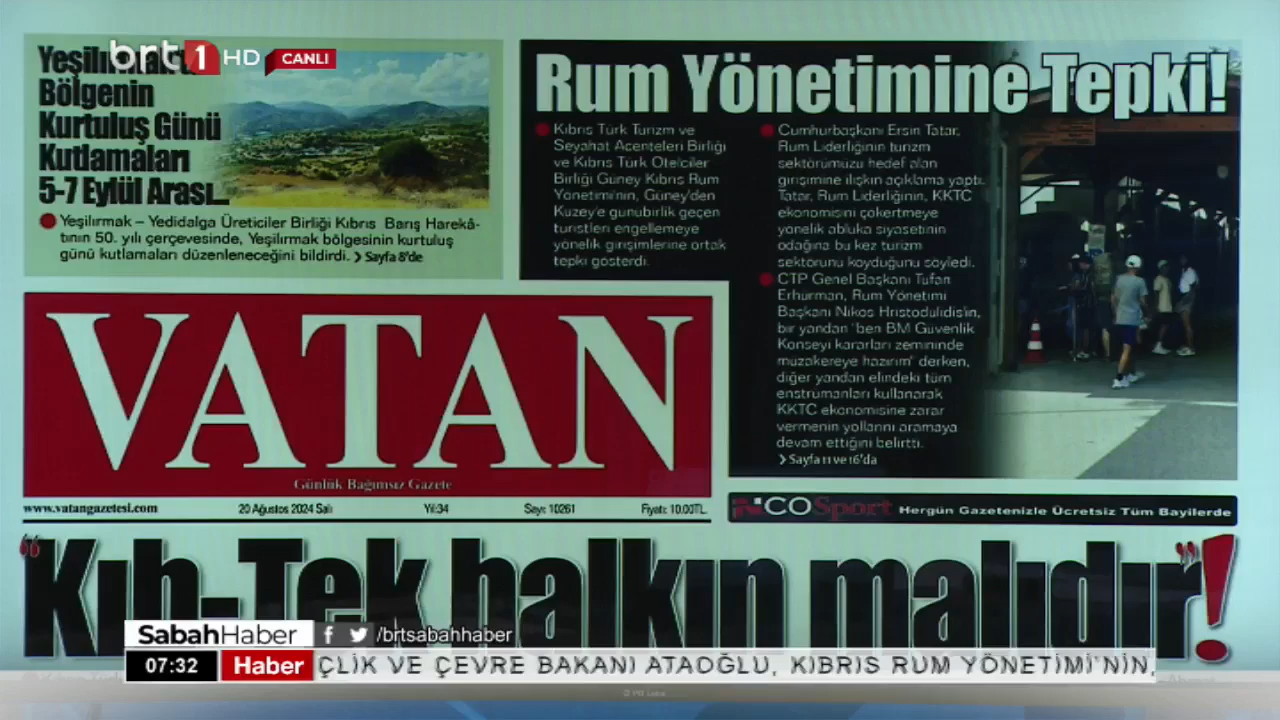 brt 1 HD CANLI
Bölgenin
Kurtuluş Günü
Kutlamaları
5-7 Eylül Arası...
Yeşilırmak – Yedidalga Üreticiler Birliği Kıbrıs Barış Harekâ-
tının 50. yılı çerçevesinde, Yeşilırmak bölgesinin kurtuluş
günü kutlamaları düzenleneceğini bildirdi. Sayfa 8'de
Rum Yönetimine Tepki!
Kıbrıs Türk Turizm ve
Seyahat Acenteleri Birliği
ve Kıbrıs Türk Otelciler
Birliği Güney Kıbrıs Rum
Yönetimi'nin, Güney'den
Kuzey'e günübirlik geçen
turistleri engellemeye
yönelik girişimlerine ortak
tepki gösterdi.
Cumhurbaşkanı Ersin Tatar,
Rum Liderliğinin turizm
sektörümüzü hedef alan
girişimine ilişkin açıklama yaptı.
Tatar, Rum Liderliğinin, KKTC
ekonomisini çökertmeye
yönelik abluka siyasetinin
odağına bu kez turizm
sektörünü koyduğunu söyledi.
CTP Genel Başkanı Tufan
Erhürman, Rum Yönetimi
Başkanı Nikos Hristodulidis'in,
bir yandan 'ben BM Güvenlik
Konseyi kararları zemininde
müzakereye hazırım' derken,
diğer yandan elindeki tüm
enstrümanları kullanarak
KKTC ekonomisine zarar
vermenin yollarını aramaya
devam ettiğini belirtti.
Sayfa 11 ve 16'da
VATAN
Günlük Bağımsız Gazete
www.vatangazetesi.com 20 Ağustos 2024 Salı Yıl:34 Sayı: 10261 Fiyatı: 10.00TL.
Sport Hergün Gazetenizle Ücretsiz Tüm Bayilerde
"Kıb-Tek halkın malıdır"!
SabahHaber f /brtsabahhaber
07:32 Haber ÇLİK VE ÇEVRE BAKANI ATAOĞLU, KIBRIS RUM YÖNETİMİ'NİN,